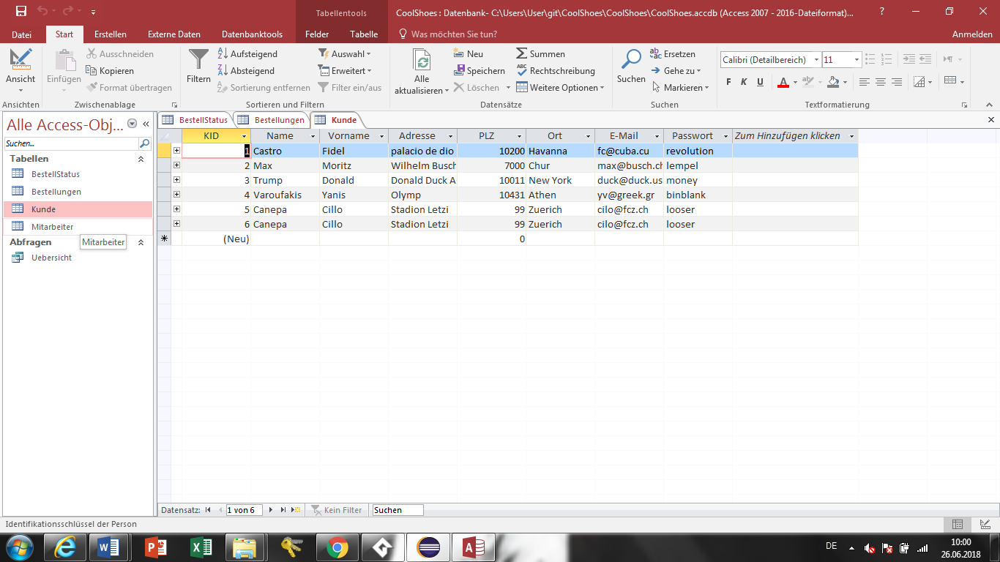 Tabellentools
CoolShoes : Datenbank- C:\Users\User\git\CoolShoes\CoolShoes\CoolShoes.accdb (Access 2007 - 2016-Dateiformat)...
?
Datei Start Erstellen Externe Daten Datenbanktools Felder Tabelle Was möchten Sie tun? Anmelden
Ansicht
Ansichten
Einfügen
Ausschneiden
Kopieren
Format übertragen
Zwischenablage
Filtern
Aufsteigend
Absteigend
Sortierung entfernen
Auswahl
Erweitert
Filter ein/aus
Sortieren und Filtern
Alle
aktualisieren
Neu
Speichern
Löschen
Summen
Rechtschreibung
Weitere Optionen
Datensätze
Suchen
Ersetzen
Gehe zu
Markieren
Suchen
Calibri (Detailbereich) 11
F K U A
Textformatierung
Alle Access-Obj...
Suchen...
Tabellen
BestellStatus
Bestellungen
Kunde
Mitarbeiter
Abfragen
Mitarbeiter
Uebersicht
BestellStatus Bestellungen Kunde
KID Name Vorname Adresse PLZ Ort E-Mail Passwort Zum Hinzufügen klicken
1 Castro Fidel palacio de dio 10200 Havanna fc@cuba.cu revolution
2 Max Moritz Wilhelm Busch 7000 Chur max@busch.ch lempel
3 Trump Donald Donald Duck A 10011 New York duck@duck.us money
4 Varoufakis Yanis Olymp 10431 Athen yv@greek.gr binblank
5 Canepa Cillo Stadion Letzi 99 Zuerich cilo@fcz.ch looser
6 Canepa Cillo Stadion Letzi 99 Zuerich cilo@fcz.ch looser
(Neu) 0
Datensatz: 1 von 6 Kein Filter Suchen
Identifikationsschlüssel der Person
DE
10:00
26.06.2018